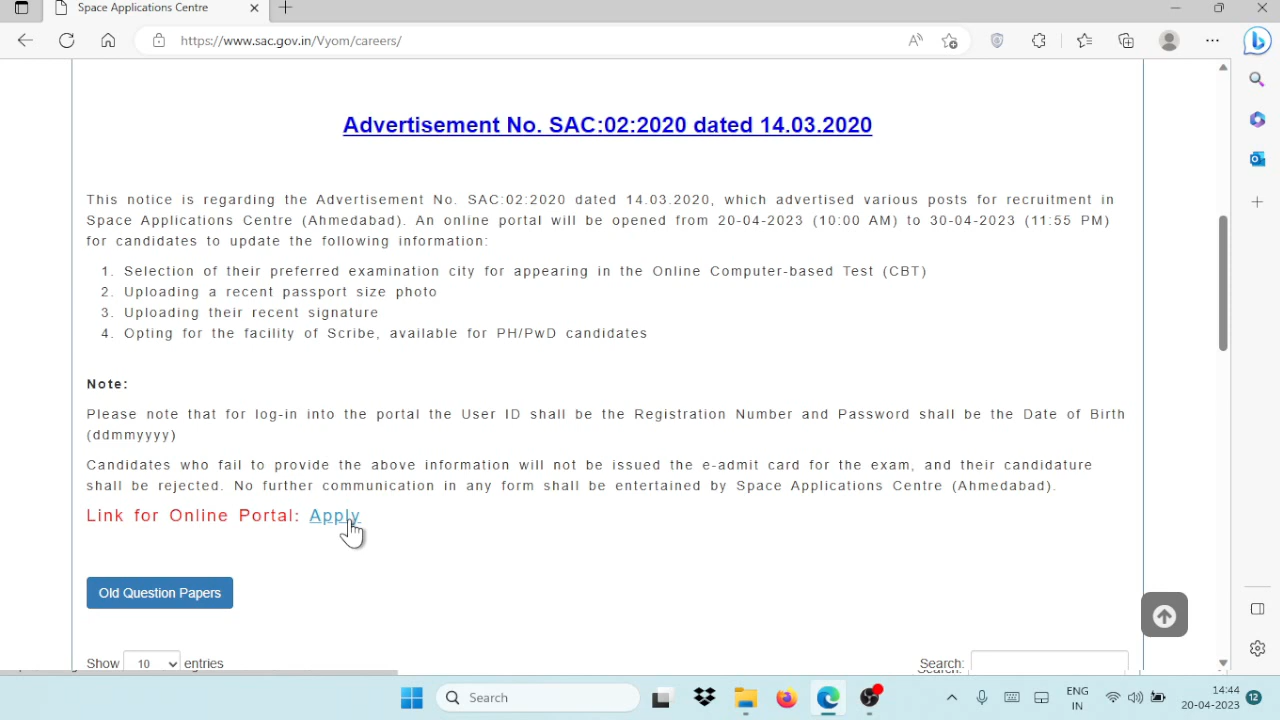 Space Applications Centre
https://www.sac.gov.in/Vyom/careers/
Advertisement No. SAC:02:2020 dated 14.03.2020
This notice is regarding the Advertisement No. SAC:02:2020 dated 14.03.2020, which advertised various posts for recruitment in
Space Applications Centre (Ahmedabad). An online portal will be opened from 20-04-2023 (10:00 AM) to 30-04-2023 (11:55 PM)
for candidates to update the following information:
1. Selection of their preferred examination city for appearing in the Online Computer-based Test (CBT)
2. Uploading a recent passport size photo
3. Uploading their recent signature
4. Opting for the facility of Scribe, available for PH/PwD candidates
Note:
Please note that for log-in into the portal the User ID shall be the Registration Number and Password shall be the Date of Birth
(ddmmyyyy)
Candidates who fail to provide the above information will not be issued the e-admit card for the exam, and their candidature
shall be rejected. No further communication in any form shall be entertained by Space Applications Centre (Ahmedabad).
Link for Online Portal: Apply
Old Question Papers
Show 10 entries Search:
Search
ENG 14:44
IN 20-04-2023 12